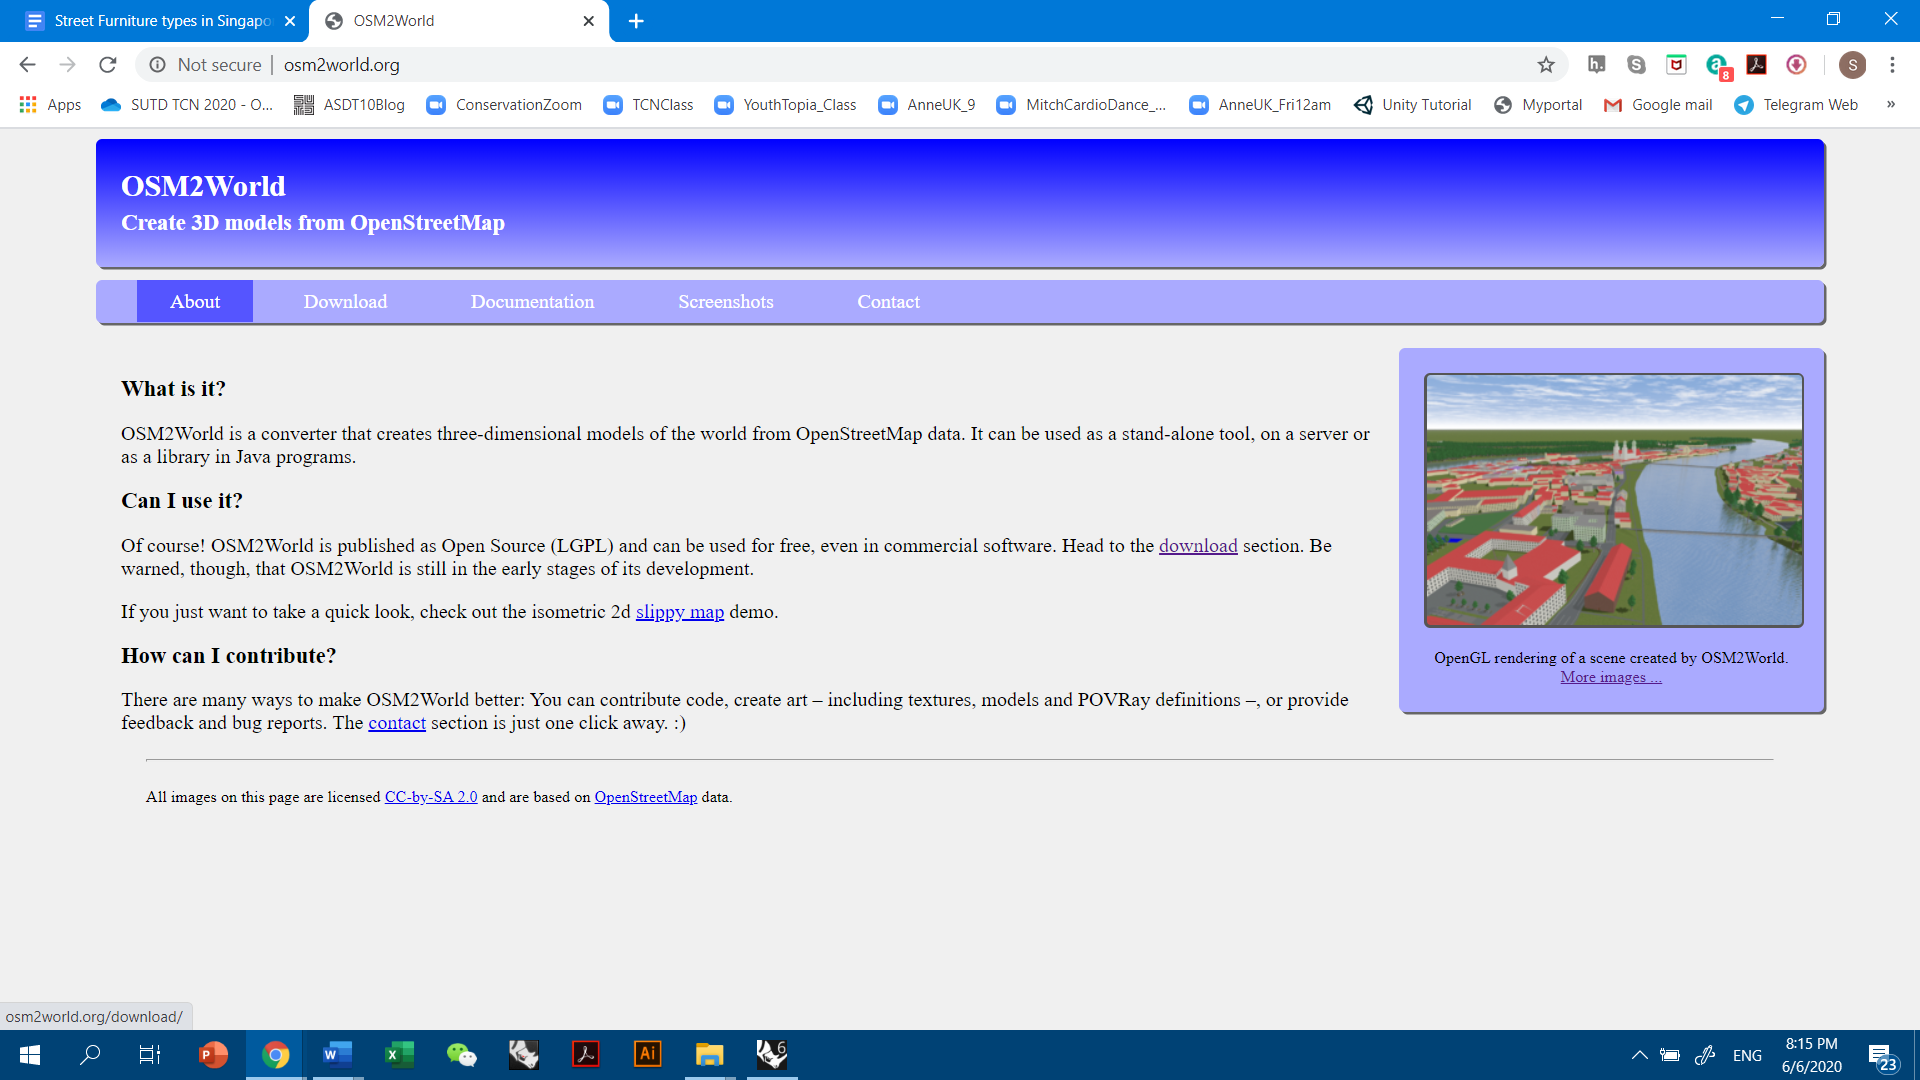 Street Furniture types in Singapo
OSM2World
Not secure
osm2world.org
h.
S
a
8
S
Apps
SUTD TCN 2020 - O...
ASDT10Blog
ConservationZoom
TCNClass
YouthTopia_Class
AnneUK_9
MitchCardioDance_...
AnneUK_Fri12am
Unity Tutorial
Myportal
Google mail
Telegram Web
»
OSM2World
Create 3D models from OpenStreetMap
About
Download
Documentation
Screenshots
Contact
What is it?
OSM2World is a converter that creates three-dimensional models of the world from OpenStreetMap data. It can be used as a stand-alone tool, on a server or
as a library in Java programs.
Can I use it?
Of course! OSM2World is published as Open Source (LGPL) and can be used for free, even in commercial software. Head to the download section. Be
warned, though, that OSM2World is still in the early stages of its development.
If you just want to take a quick look, check out the isometric 2d slippy map demo.
How can I contribute?
There are many ways to make OSM2World better: You can contribute code, create art – including textures, models and POVRay definitions –, or provide
feedback and bug reports. The contact section is just one click away. :)
OpenGL rendering of a scene created by OSM2World.
More images ...
All images on this page are licensed CC-by-SA 2.0 and are based on OpenStreetMap data.
osm2world.org/download/
P
W
X
Ai
6
ENG
8:15 PM
6/6/2020
23